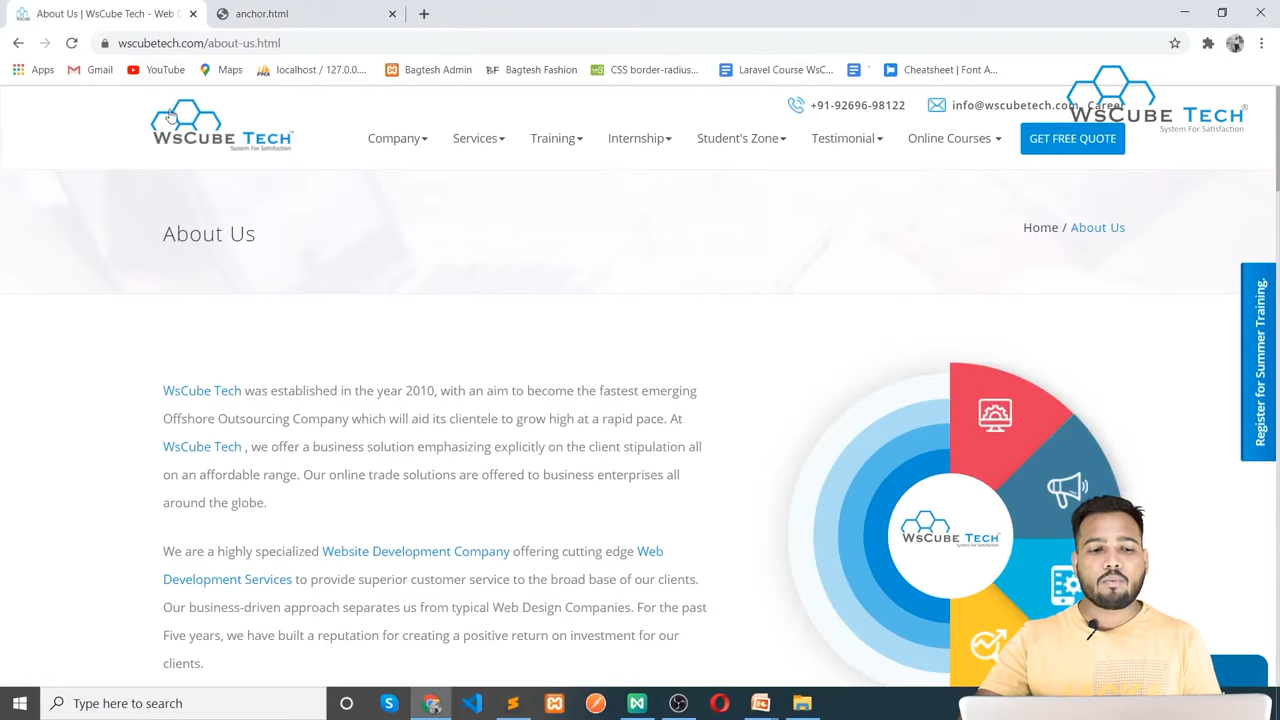 About Us | WsCube Tech - Web
anchor.html
wscubetech.com/about-us.html
Apps
Gmail
YouTube
Maps
localhost / 127.0.0....
Bagtesh Admin
BF Bagtesh Fashion
CSS border-radius...
Laravel Course WsC...
Cheatsheet | Font A...
+91-92696-98122
info@wscubetech.com
Career
WsCube Tech
System For Satisfaction
WsCube Tech
System For Satisfaction
Company
Services
Training
Internship
Student's Zone
Testimonial
Online Courses
GET FREE QUOTE
About Us
Home / About Us
Register for Summer Training.
WsCube Tech was established in the year 2010, with an aim to become the fastest emerging
Offshore Outsourcing Company which will aid its clientele to grow high at a rapid pace. At
WsCube Tech , we offer a business solution emphasizing explicitly on the client stipulation all
on an affordable range. Our online trade solutions are offered to business enterprises all
around the globe.
We are a highly specialized Website Development Company offering cutting edge Web
Development Services to provide superior customer service to the broad base of our clients.
Our business-driven approach separates us from typical Web Design Companies. For the past
Five years, we have built a reputation for creating a positive return on investment for our
clients.
WsCube Tech
System For Satisfaction
Type here to search